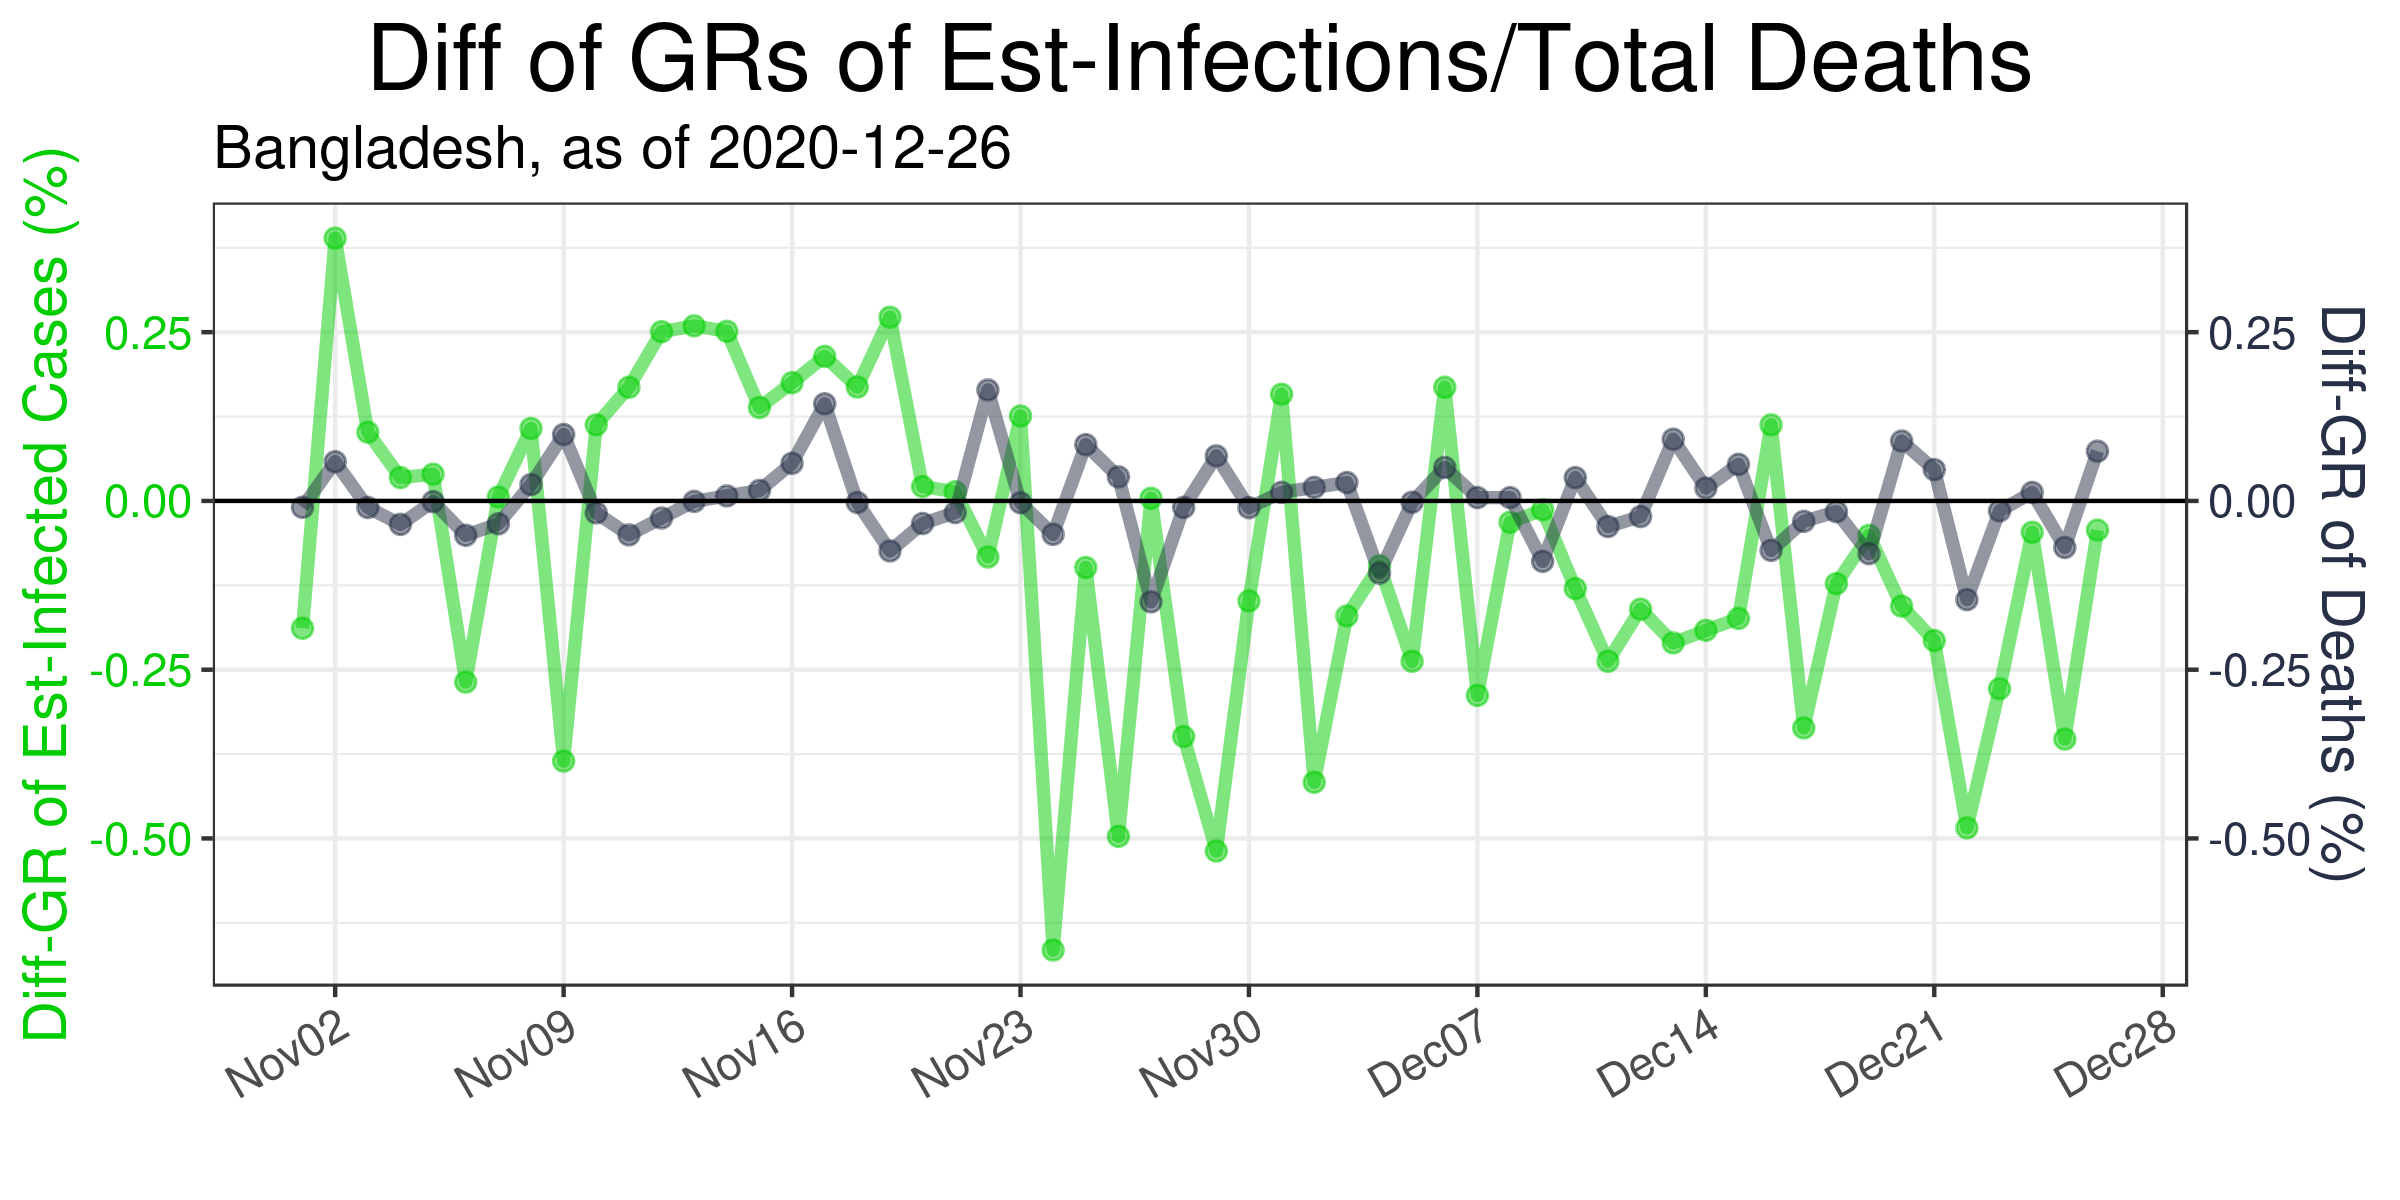 Diff of GRs of Est-Infections/Total Deaths
Bangladesh, as of 2020-12-26
Diff-GR of Est-Infected Cases (%)
0.25
0.00
-0.25
-0.50
0.25
0.00
-0.25
-0.50
Diff-GR of Deaths (%)
Nov02 Nov09 Nov16 Nov23 Nov30 Dec07 Dec14 Dec21 Dec28